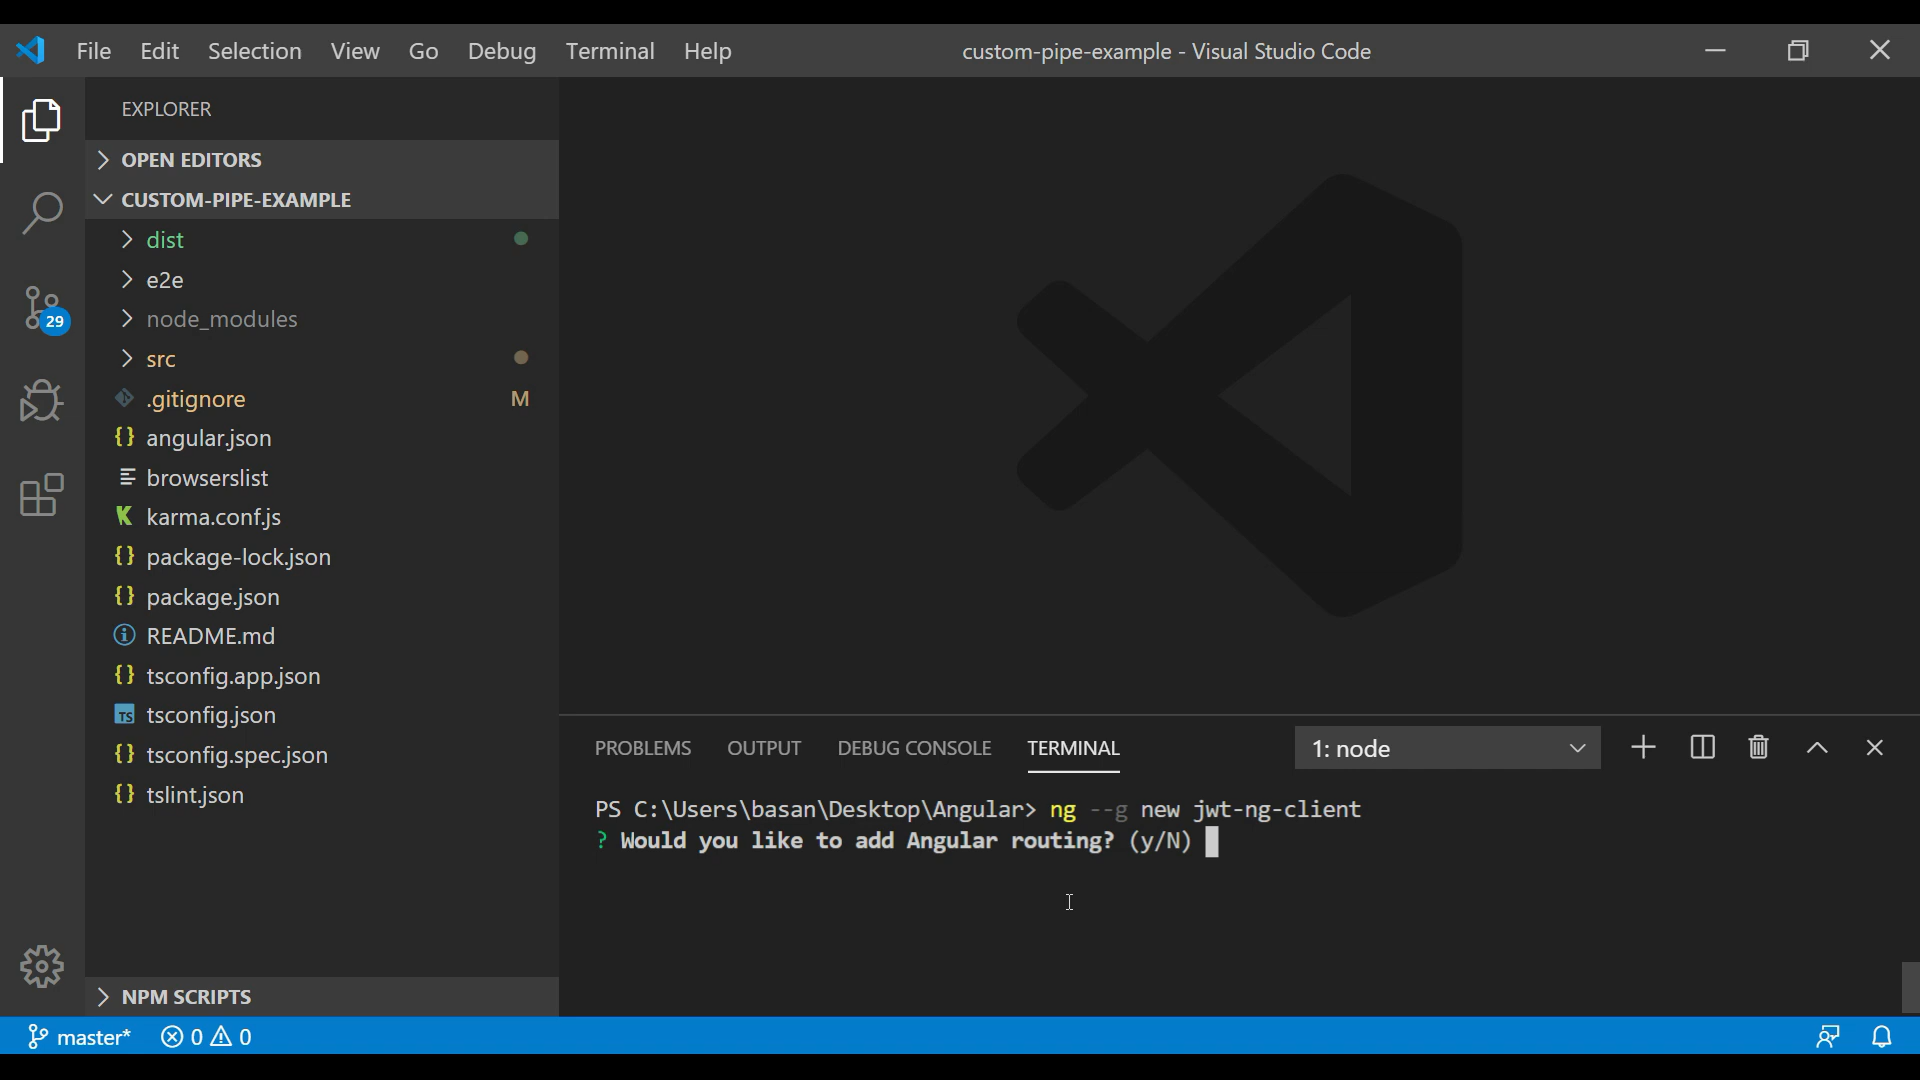 File Edit Selection View Go Debug Terminal Help
custom-pipe-example - Visual Studio Code
EXPLORER
OPEN EDITORS
CUSTOM-PIPE-EXAMPLE
dist
e2e
node_modules
src
.gitignore M
angular.json
browserslist
karma.conf.js
package-lock.json
package.json
README.md
tsconfig.app.json
TS tsconfig.json
tsconfig.spec.json
tslint.json
NPM SCRIPTS
29
PROBLEMS OUTPUT DEBUG CONSOLE TERMINAL
1: node
PS C:\Users\basan\Desktop\Angular> ng --g new jwt-ng-client
? Would you like to add Angular routing? (y/N)
master* 0 0